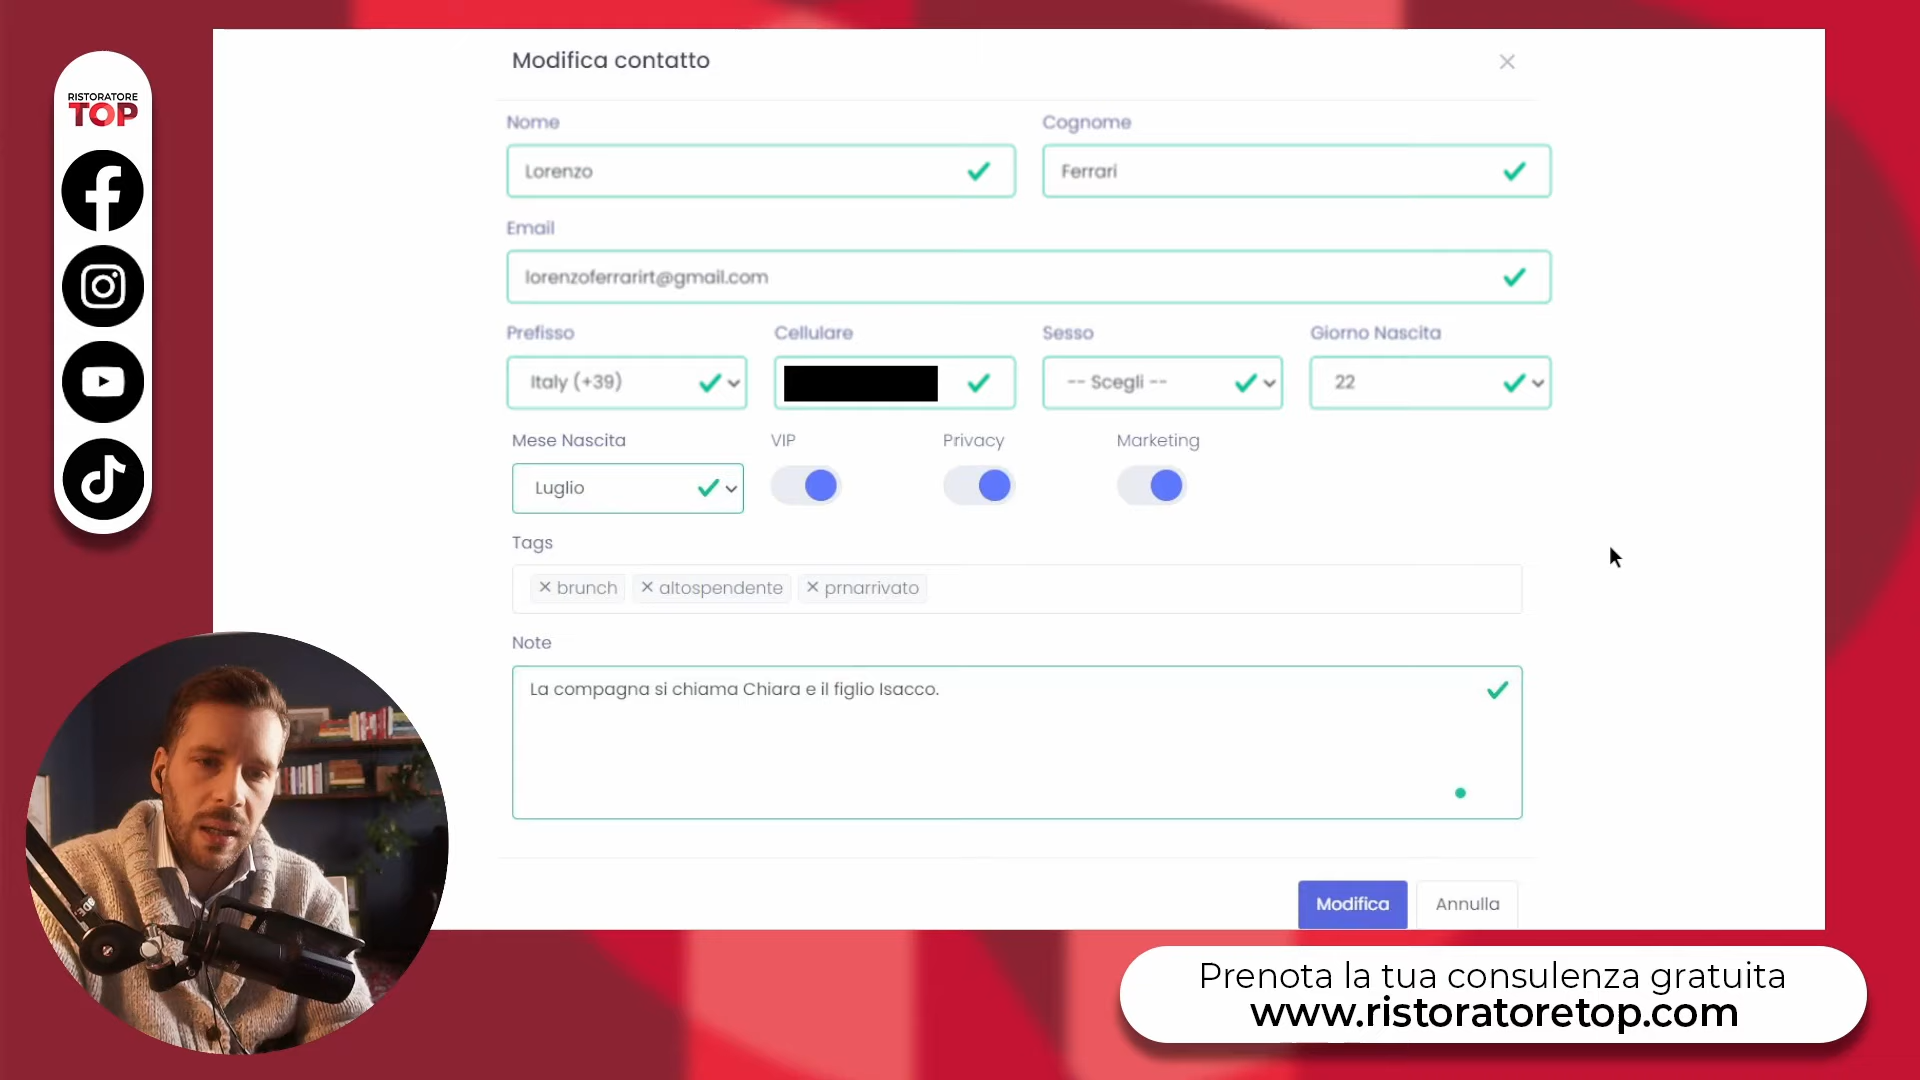 RISTORATORE
TOP
Modifica contatto
Nome
Cognome
Lorenzo
Ferrari
Email
lorenzoferrarirt@gmail.com
Prefisso
Cellulare
Sesso
Giorno Nascita
Italy (+39)
-- Scegli --
22
Mese Nascita
VIP
Privacy
Marketing
Luglio
Tags
× brunch × altospendente × prnarrivato
Note
La compagna si chiama Chiara e il figlio Isacco.
Modifica
Annulla
Prenota la tua consulenza gratuita
www.ristoratoretop.com